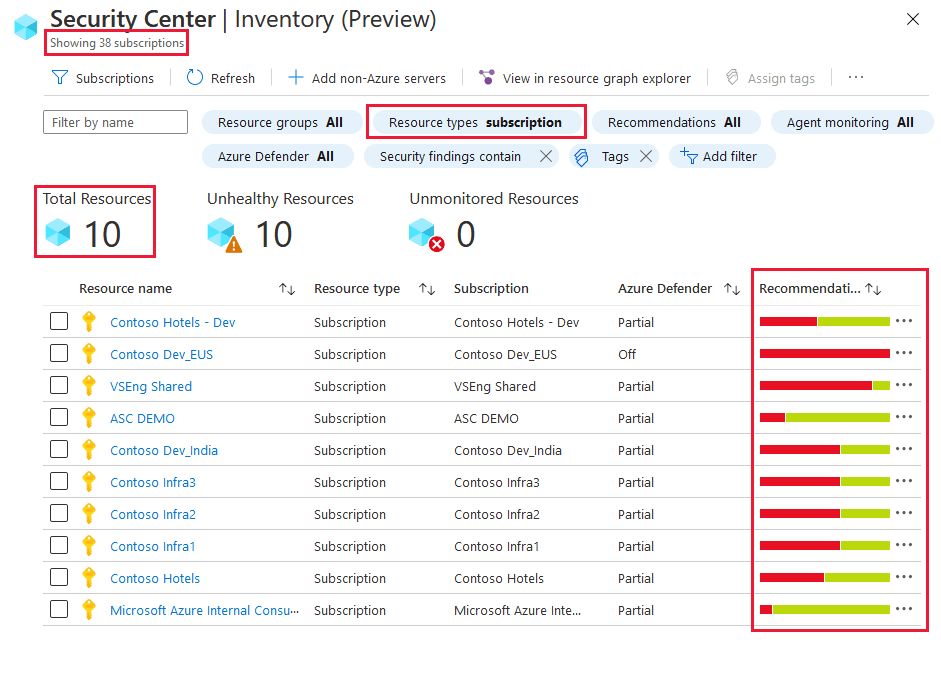 Security Center | Inventory (Preview)
Showing 38 subscriptions
Subscriptions Refresh Add non-Azure servers View in resource graph explorer Assign tags ...
Filter by name Resource groups All Resource types subscription Recommendations All Agent monitoring All
Azure Defender All Security findings contain Tags Add filter
Total Resources Unhealthy Resources Unmonitored Resources
10 10 0
Resource name Resource type Subscription Azure Defender Recommendati...
Contoso Hotels - Dev Subscription Contoso Hotels - Dev Partial ...
Contoso Dev_EUS Subscription Contoso Dev_EUS Off ...
VSEng Shared Subscription VSEng Shared Partial ...
ASC DEMO Subscription ASC DEMO Partial ...
Contoso Dev_India Subscription Contoso Dev_India Partial ...
Contoso Infra3 Subscription Contoso Infra3 Partial ...
Contoso Infra2 Subscription Contoso Infra2 Partial ...
Contoso Infra1 Subscription Contoso Infra1 Partial ...
Contoso Hotels Subscription Contoso Hotels Partial ...
Microsoft Azure Internal Consu... Subscription Microsoft Azure Inte... Partial ...